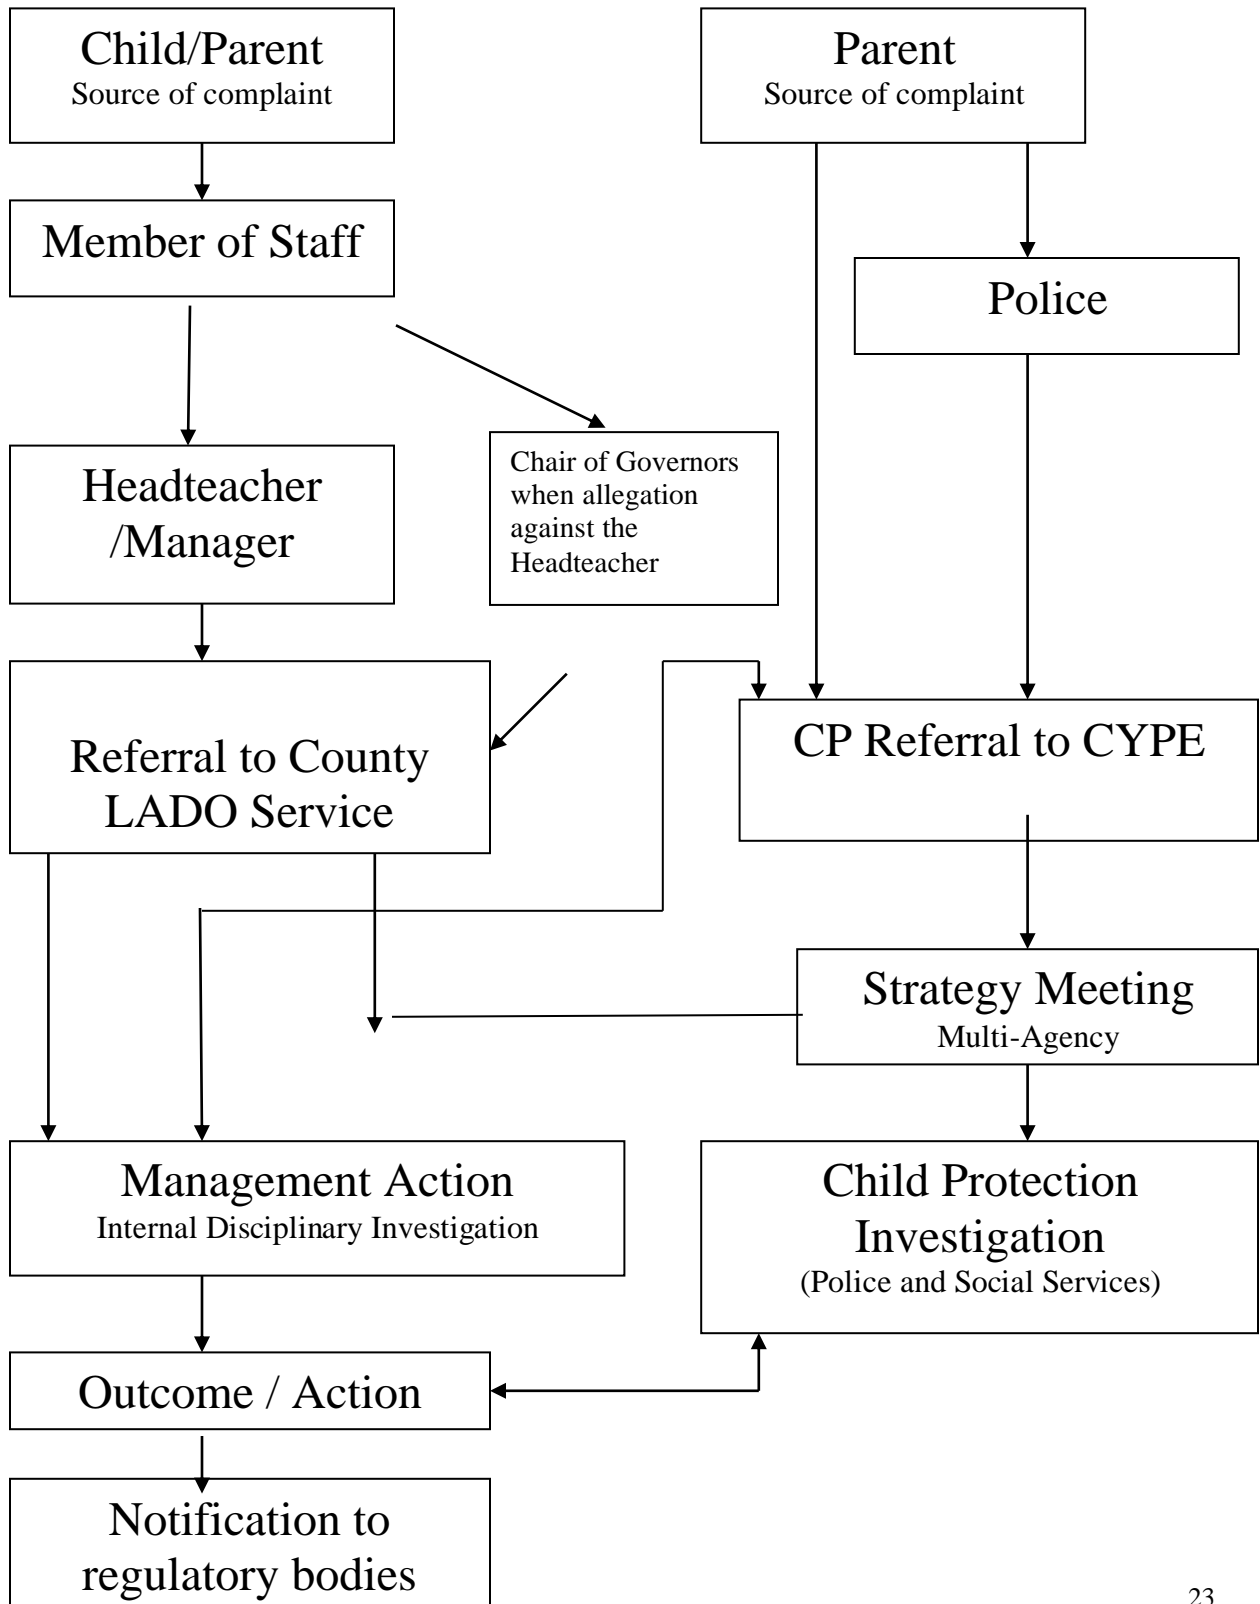 Child/Parent
Source of complaint
Parent
Source of complaint
Member of Staff
Police
Headteacher
/Manager
Chair of Governors
when allegation
against the
Headteacher
Referral to County
LADO Service
CP Referral to CYPE
Strategy Meeting
Multi-Agency
Management Action
Internal Disciplinary Investigation
Child Protection
Investigation
(Police and Social Services)
Outcome / Action
Notification to
regulatory bodies
23